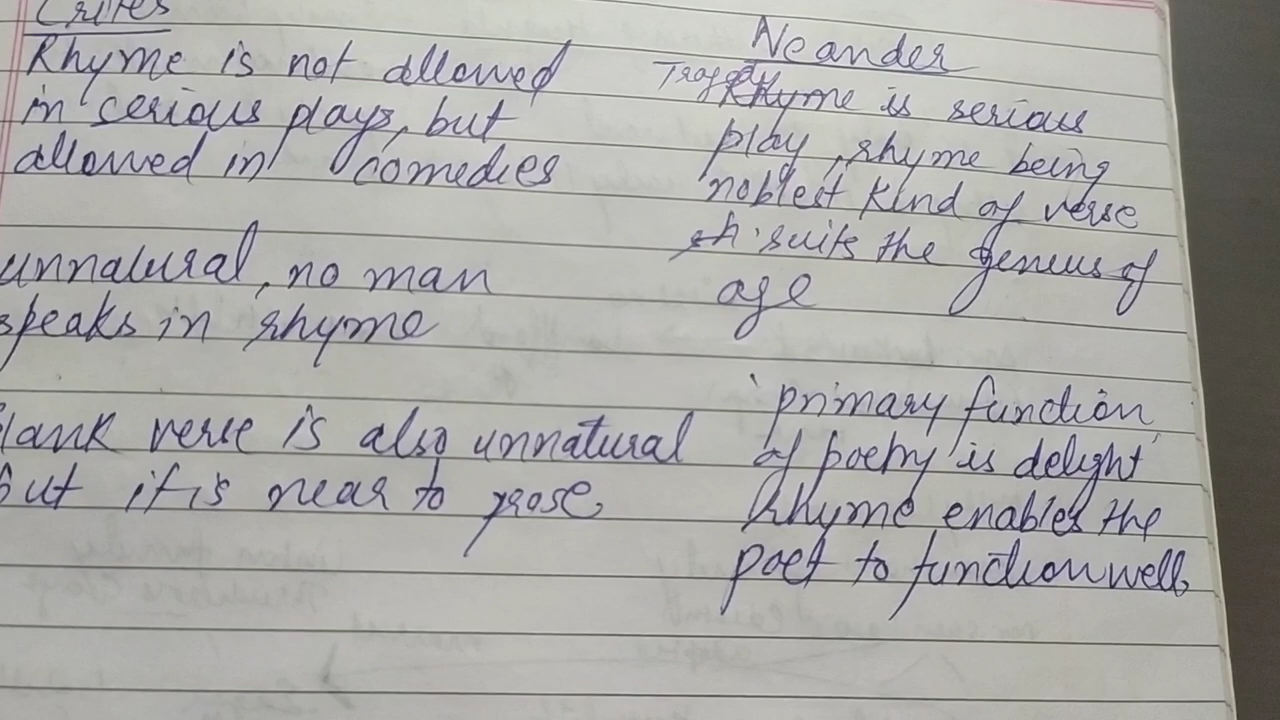 Crites
Rhyme is not allowed
in serious plays, but
allowed in comedies
unnatural, no man
speaks in rhyme
lank verse is also unnatural
but it is near to prose.
Neander
Tragedy
Rhyme is serious
play, rhyme being
noblest kind of verse
suits the genius of
age
primary function
of poetry is delight
Rhyme enables the
poet to function well